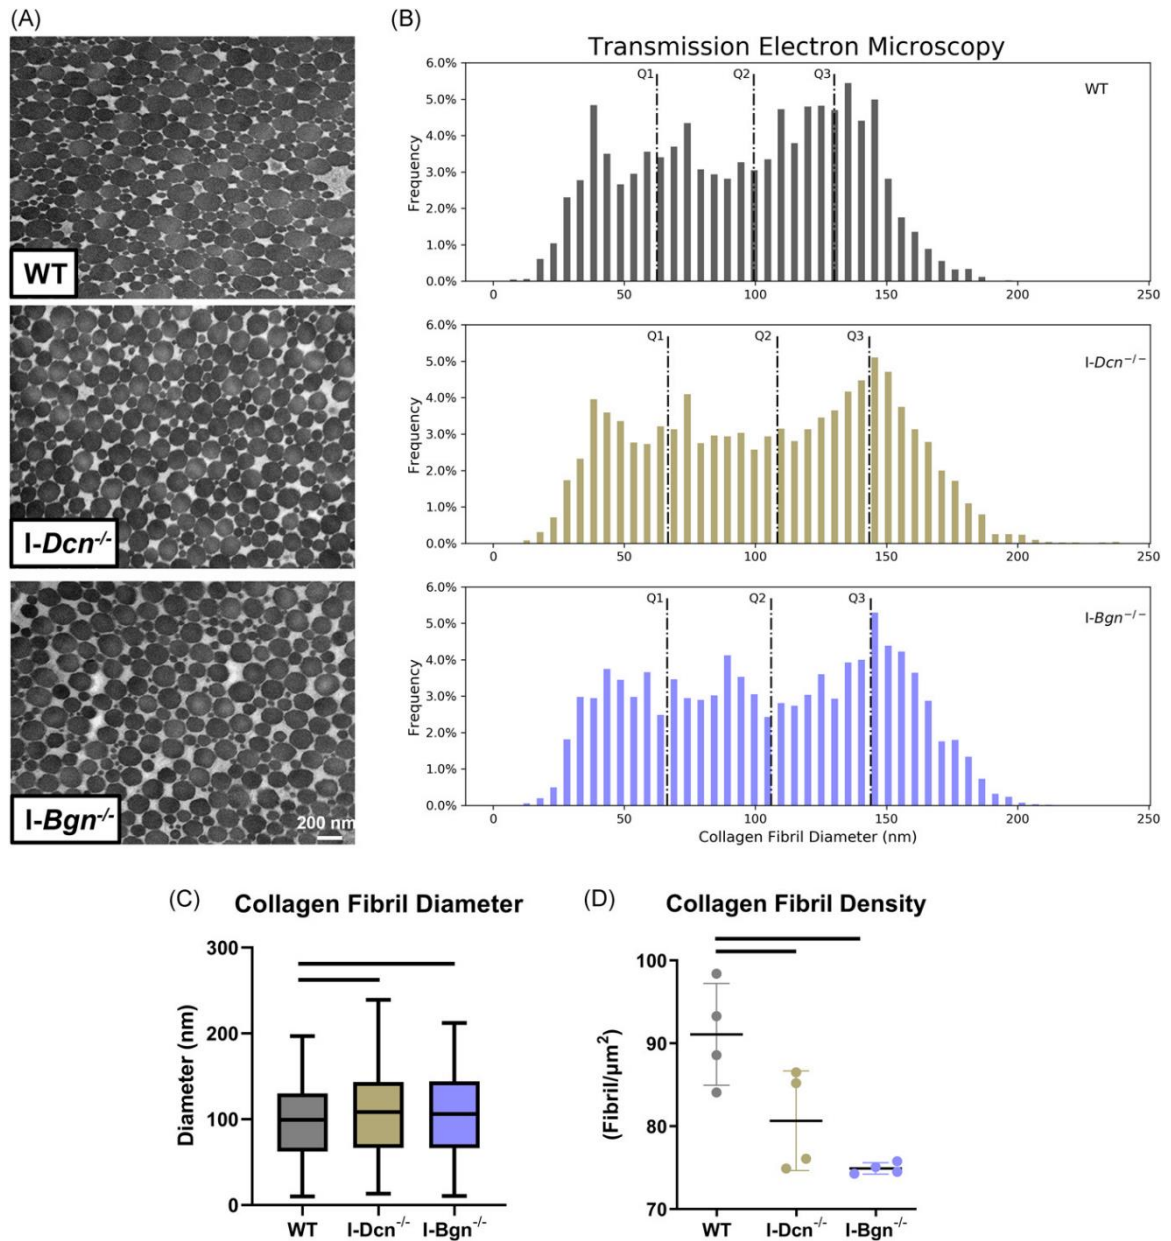 (A)
WT
I-Dcn-/-
I-Bgn-/-
200 nm
(B)
Transmission Electron Microscopy
6.0%
5.0%
4.0%
3.0%
2.0%
1.0%
0.0%
Frequency
Q1
Q2
Q3
WT
0
50
100
150
200
250
6.0%
5.0%
4.0%
3.0%
2.0%
1.0%
0.0%
Frequency
Q1
Q2
Q3
I-Dcn−/−
0
50
100
150
200
250
6.0%
5.0%
4.0%
3.0%
2.0%
1.0%
0.0%
Frequency
Q1
Q2
Q3
I-Bgn−/−
0
50
100
150
200
250
Collagen Fibril Diameter (nm)
(C)
Collagen Fibril Diameter
300
200
100
0
Diameter (nm)
WT
I-Dcn-/-
I-Bgn-/-
(D)
Collagen Fibril Density
100
90
80
70
(Fibril/µm²)
WT
I-Dcn-/-
I-Bgn-/-